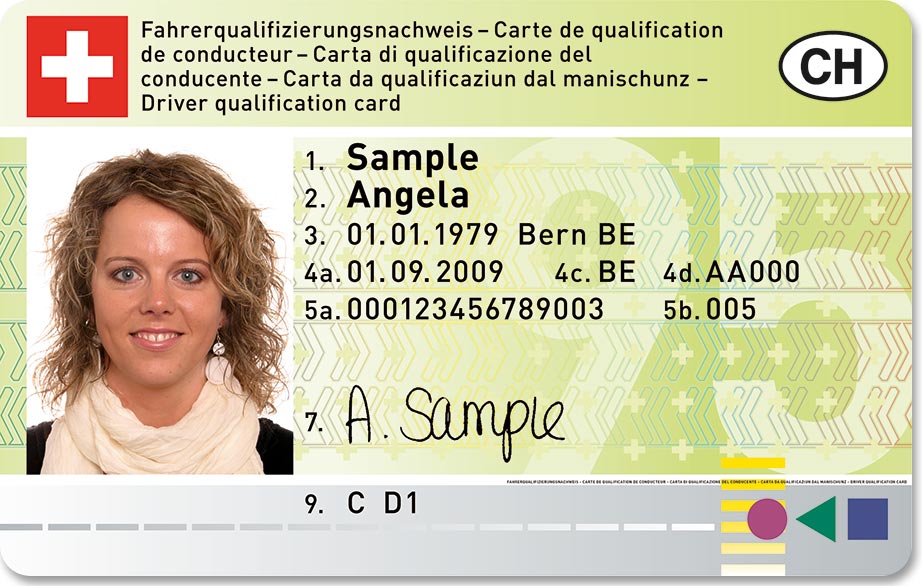 Fahrerqualifizierungsnachweis – Carte de qualification
de conducteur – Carta di qualificazione del
conducente – Carta da qualificaziun dal manischunz –
Driver qualification card
CH
1. Sample
2. Angela
3. 01.01.1979 Bern BE
4a. 01.09.2009 4c. BE 4d. AA000
5a. 000123456789003 5b. 005
95
7. A. Sample
FAHRERQUALIFIZIERUNGSNACHWEIS – CARTE DE QUALIFICATION DE CONDUCTEUR – CARTA DI QUALIFICAZIONE DEL CONDUCENTE – CARTA DA QUALIFICAZIUN DAL MANISCHUNZ – DRIVER QUALIFICATION CARD
9. C D1